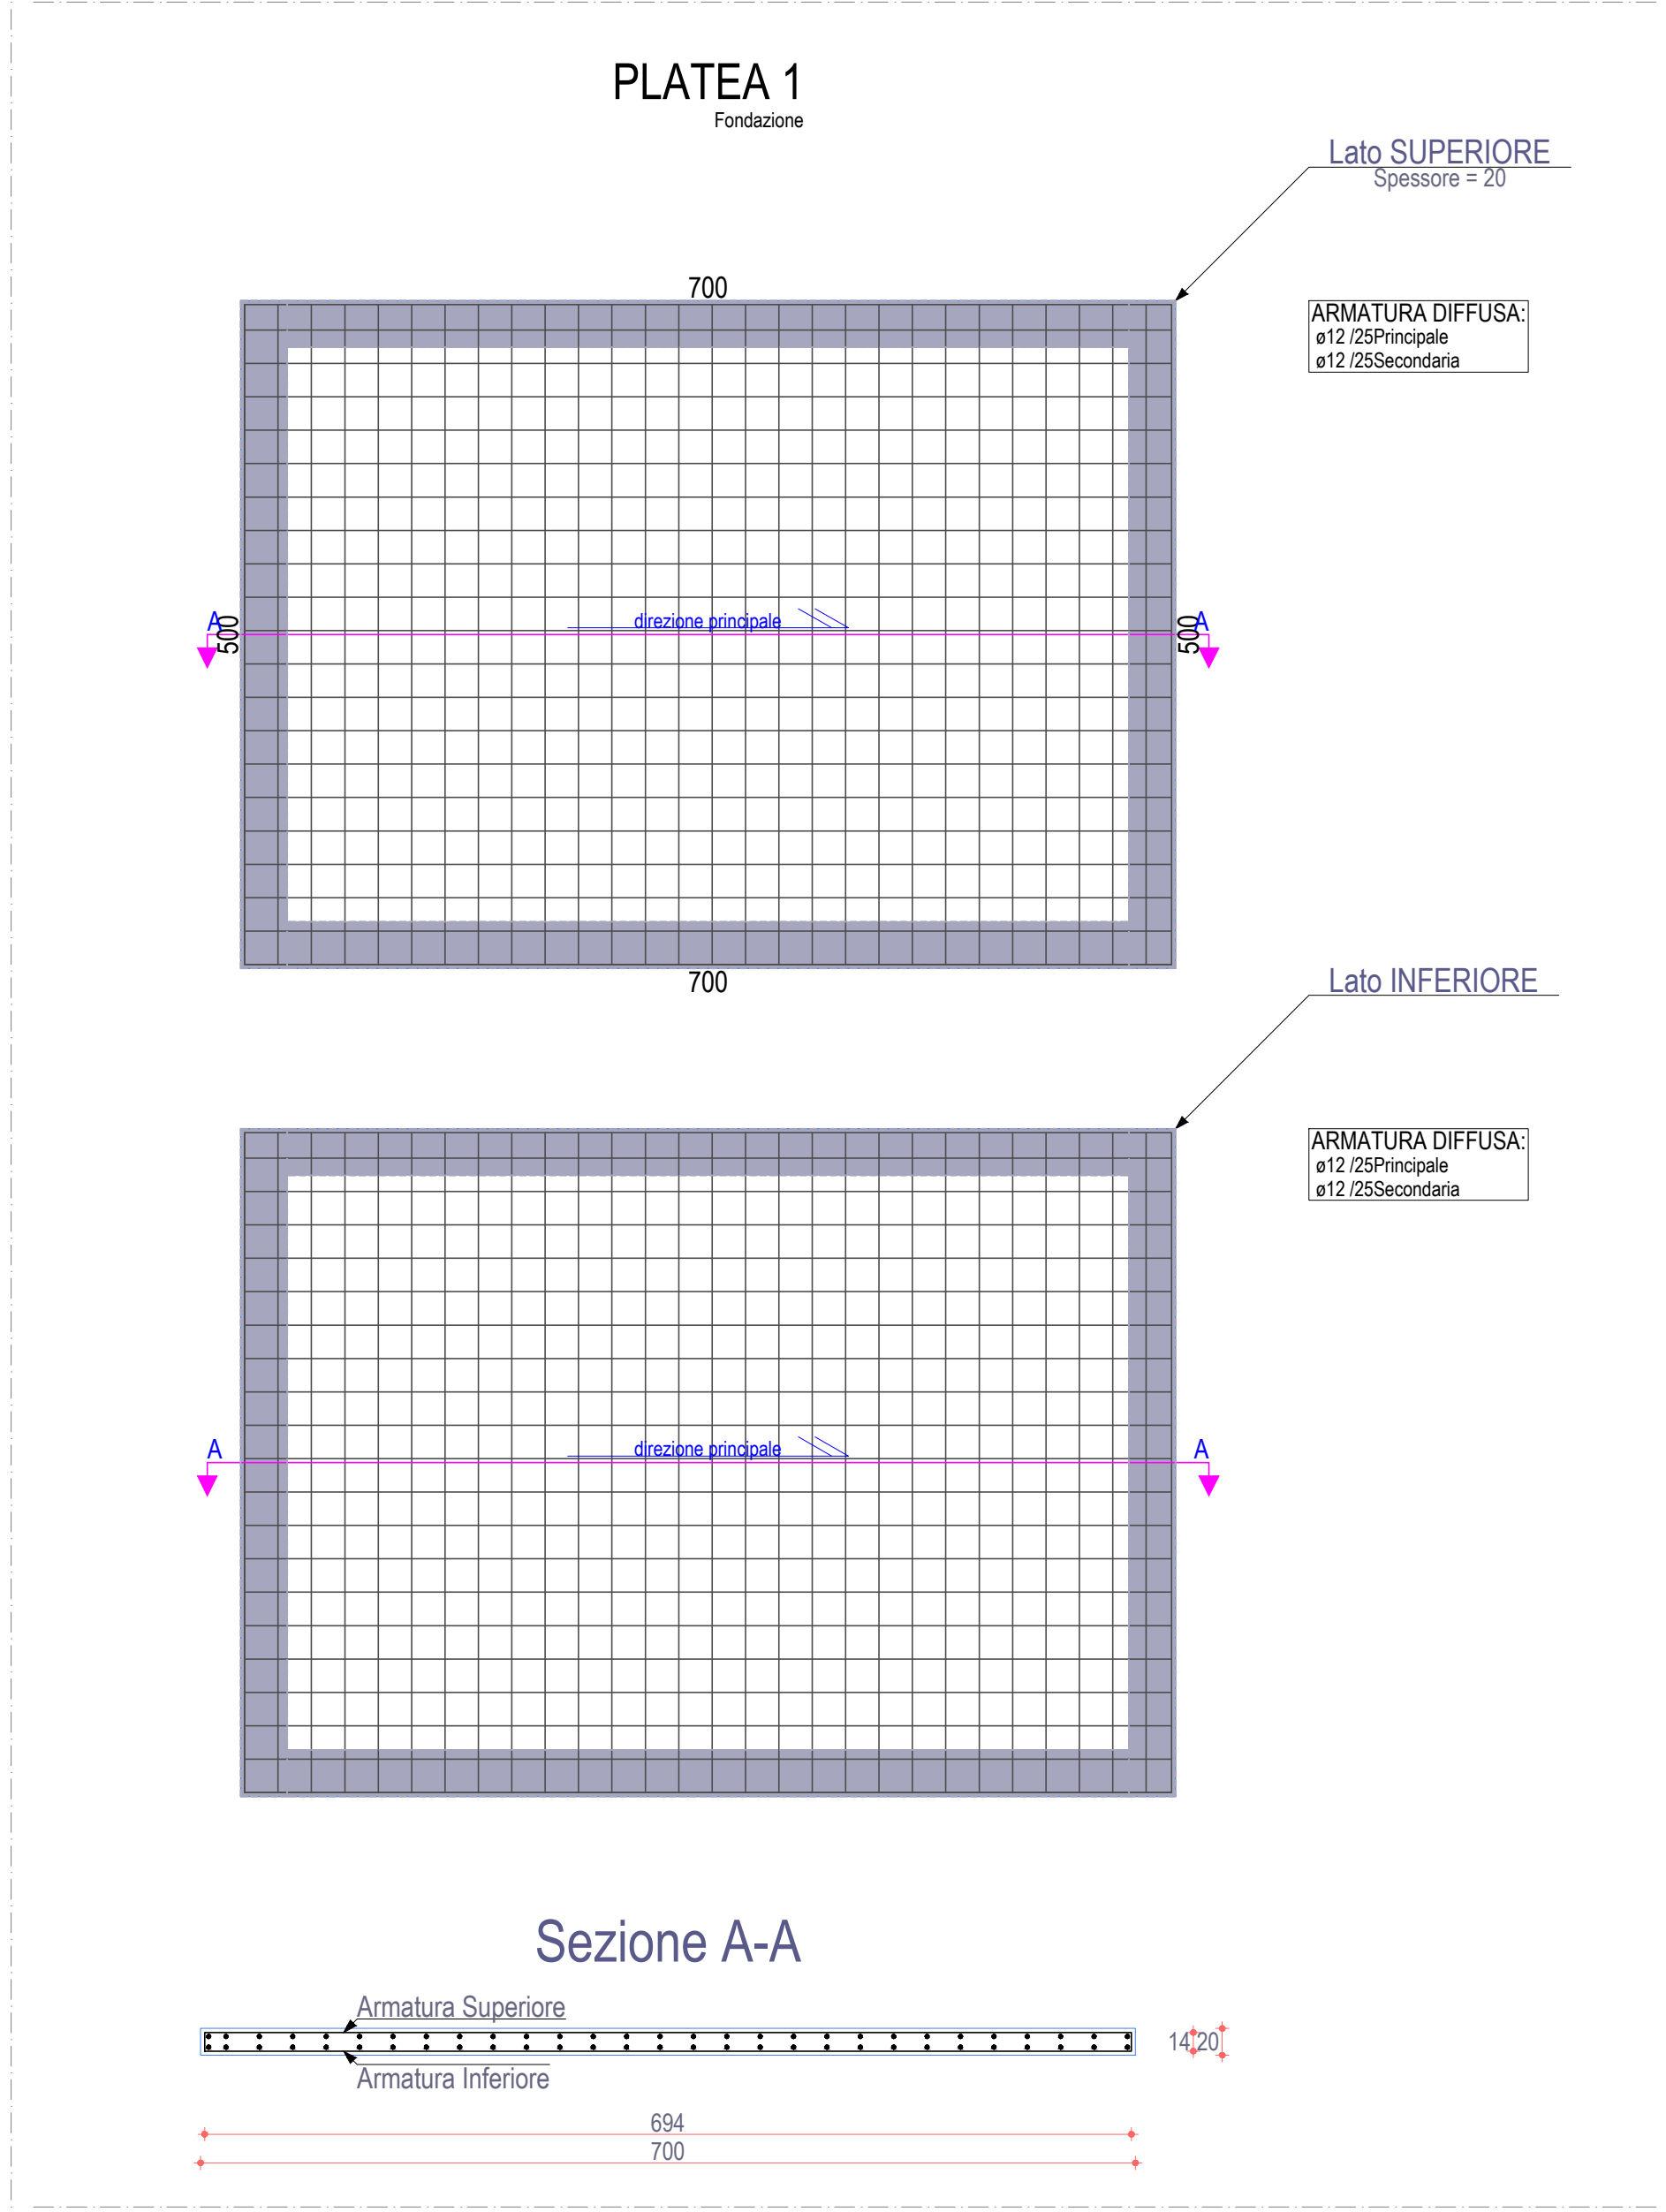 PLATEA 1
Fondazione
Lato SUPERIORE
Spessore = 20
700
ARMATURA DIFFUSA:
ø12 /25Principale
ø12 /25Secondaria
A
500
direzione principale
A
500
700
Lato INFERIORE
ARMATURA DIFFUSA:
ø12 /25Principale
ø12 /25Secondaria
A
direzione principale
A
Sezione A-A
Armatura Superiore
14 20
Armatura Inferiore
694
700